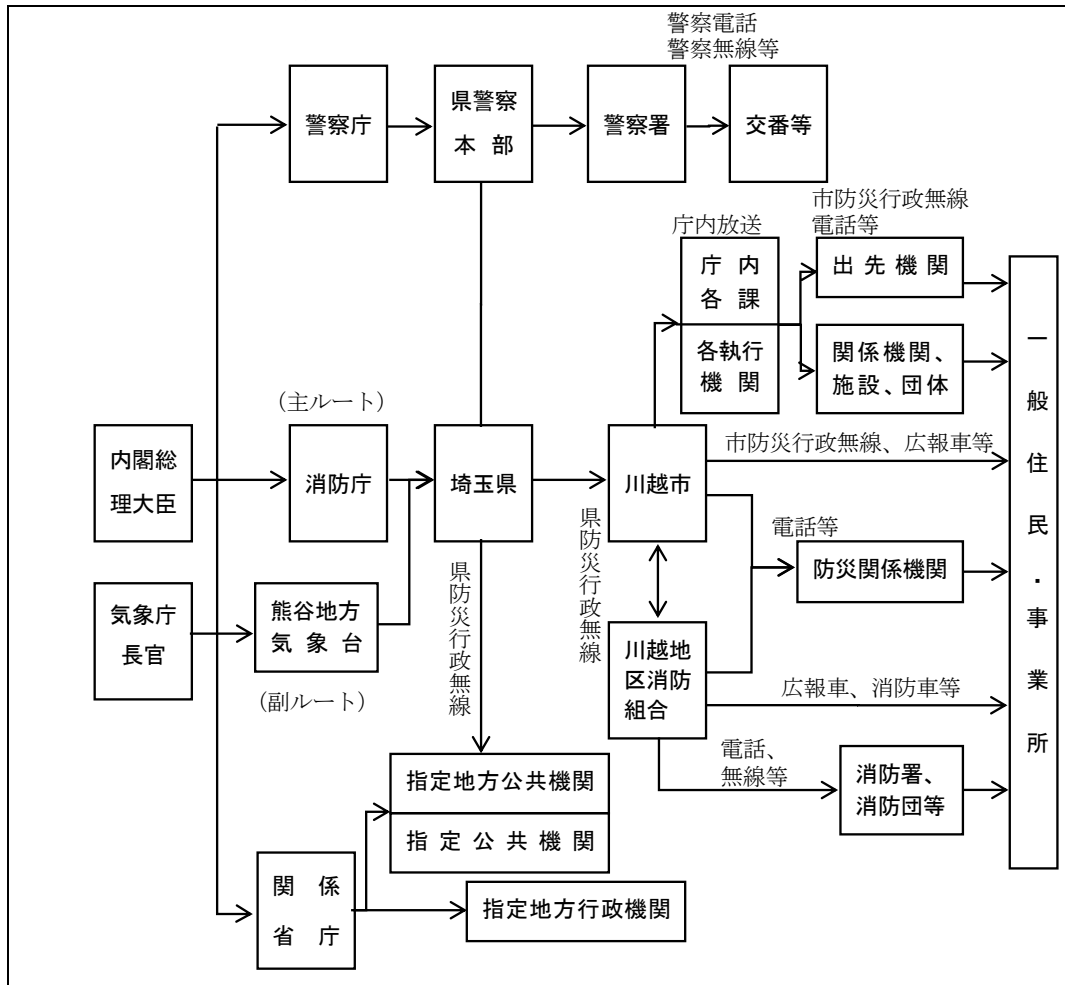 警察電話
警察無線等
警察庁
県警察
本部
警察署
交番等
市防災行政無線
電話等
庁内放送
庁内
各課
各執行
機関
出先機関
関係機関、
施設、団体
一般住民・事業所
(主ルート)
内閣総
理大臣
消防庁
埼玉県
川越市
市防災行政無線、広報車等
電話等
防災関係機関
県防災行政無線
県防災行政無線
気象庁
長官
熊谷地方
気象台
(副ルート)
川越地
区消防
組合
広報車、消防車等
電話、
無線等
消防署、
消防団等
指定地方公共機関
指定公共機関
関係
省庁
指定地方行政機関